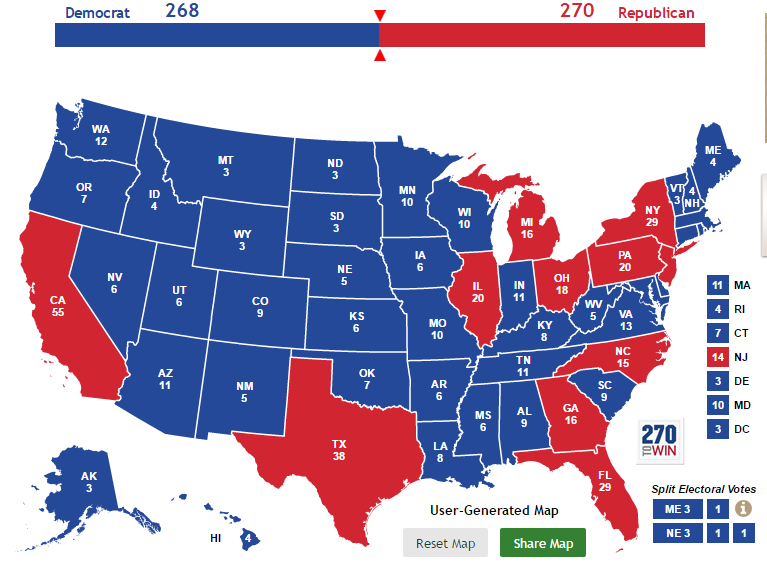 Democrat 268 270 Republican
WA
12
OR
7
ID
4
MT
3
ND
3
MN
10
WI
10
MI
16
NY
29
VT
3
4
NH
ME
4
SD
3
WY
3
NV
6
UT
6
CA
55
CO
9
NE
5
IA
6
IL
20
IN
11
OH
18
PA
20
WV
5
VA
13
KS
6
MO
10
KY
8
TN
11
NC
15
SC
9
AZ
11
NM
5
OK
7
AR
6
MS
6
AL
9
GA
16
TX
38
LA
8
FL
29
AK
3
HI 4
11 MA
4 RI
7 CT
14 NJ
3 DE
10 MD
3 DC
270
TO WIN
Split Electoral Votes
ME 3 1 i
NE 3 1 1
User-Generated Map
Reset Map Share Map